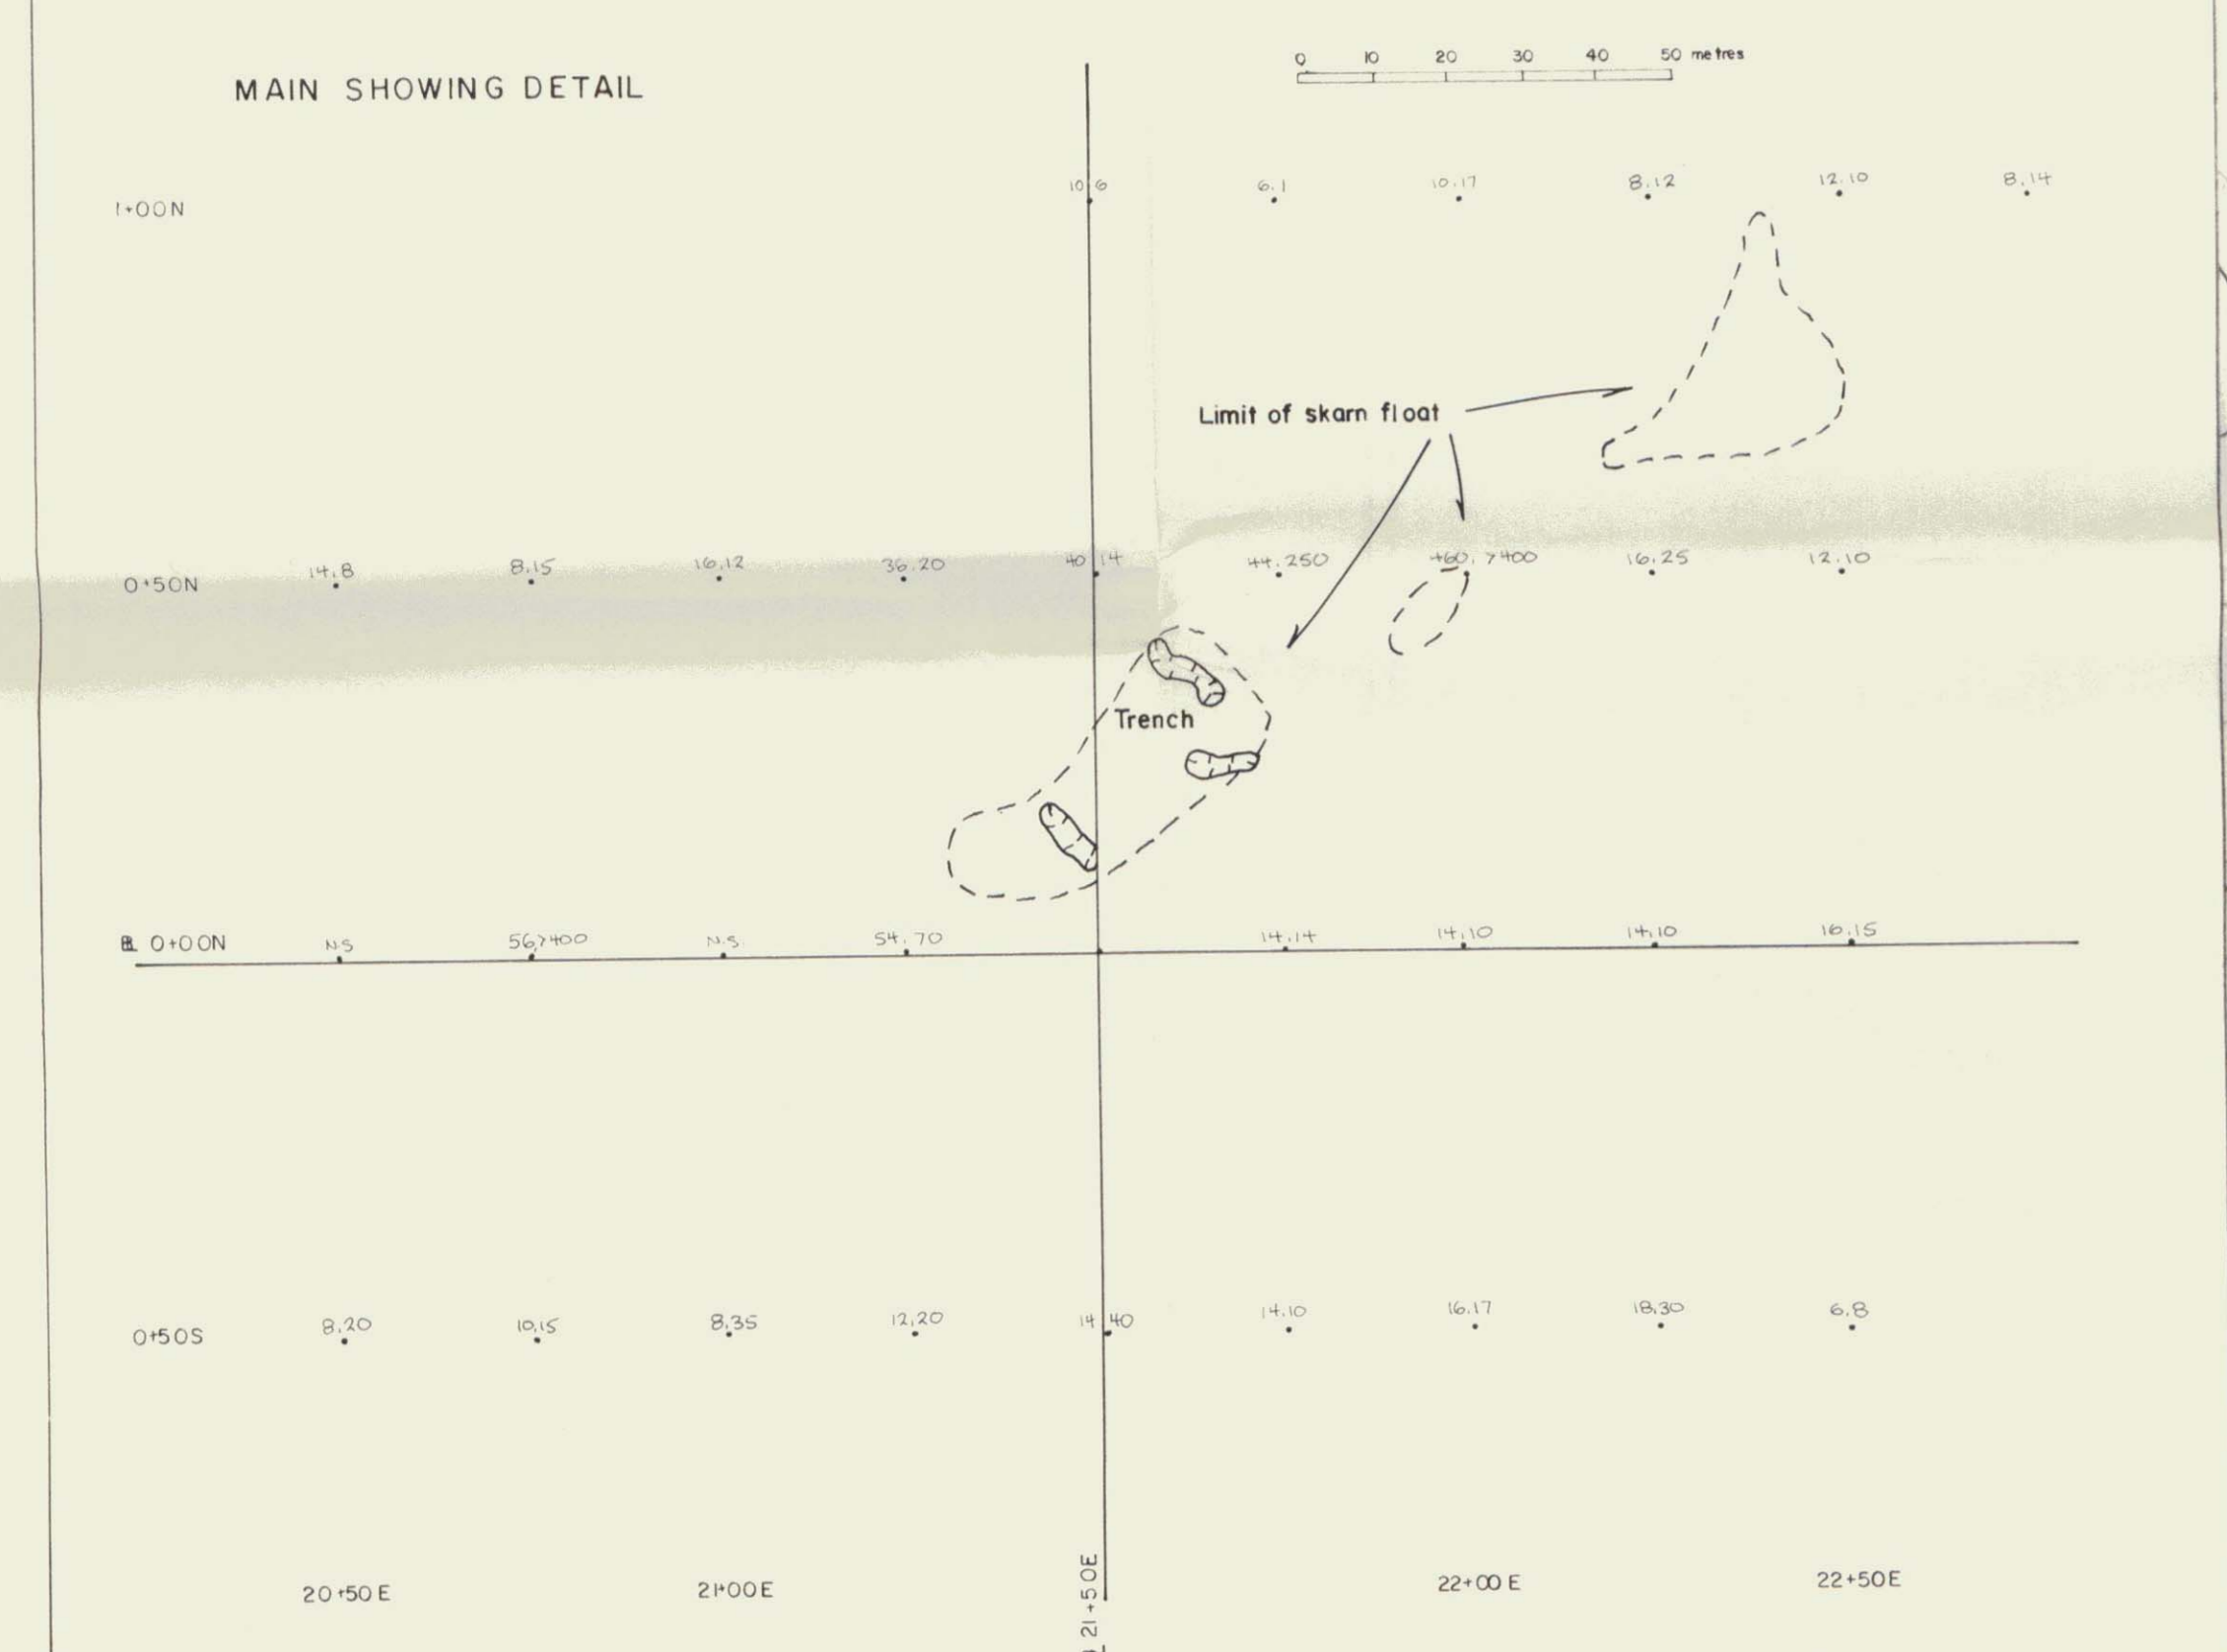 0 10 20 30 40 50 metres
MAIN SHOWING DETAIL
1+00N 10 6 6.1 10.17 8.12 12.10 8.14
Limit of skarn float
0+50N 14.8 8.15 16.12 36.20 40 14 44.250 >400 16.25 12.10
Trench
0+00N N.S 56,>400 N.S. 54.70 14.14 14.10 14.10 16.15
0+50S 8.20 10.15 8.35 12.20 14 40 14.10 16.17 18.30 6.8
20+50E 21+00E 21+50E 22+00E 22+50E